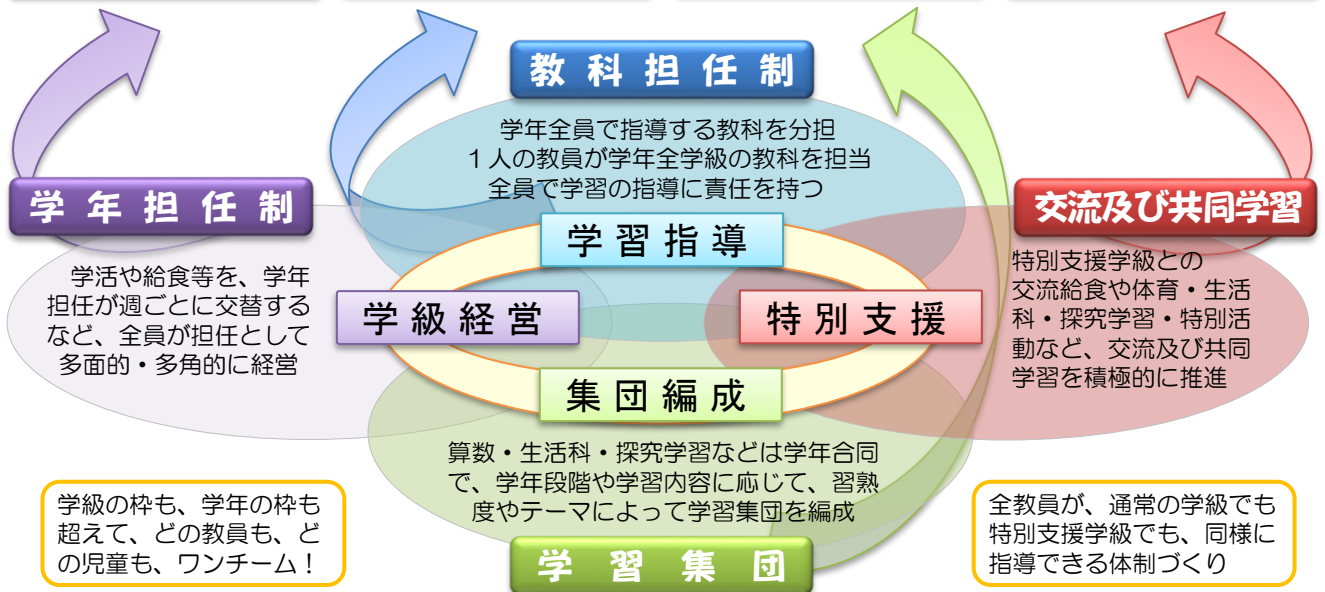 教科担任制
学年全員で指導する教科を分担
１人の教員が学年全学級の教科を担当
全員で学習の指導に責任を持つ
学年担任制
学活や給食等を、学年
担任が週ごとに交替する
など、全員が担任として
多面的・多角的に経営
交流及び共同学習
特別支援学級との
交流給食や体育・生活
科・探究学習・特別活
動など、交流及び共同
学習を積極的に推進
学習指導
学級経営
特別支援
集団編成
算数・生活科・探究学習などは学年合同
で、学年段階や学習内容に応じて、習熟
度やテーマによって学習集団を編成
学習集団
学級の枠も、学年の枠も
超えて、どの教員も、ど
の児童も、ワンチーム！
全教員が、通常の学級でも
特別支援学級でも、同様に
指導できる体制づくり